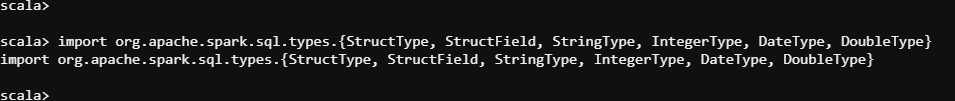 scala>
scala> import org.apache.spark.sql.types.{StructType, StructField, StringType, IntegerType, DateType, DoubleType}
import org.apache.spark.sql.types.{StructType, StructField, StringType, IntegerType, DateType, DoubleType}
scala>